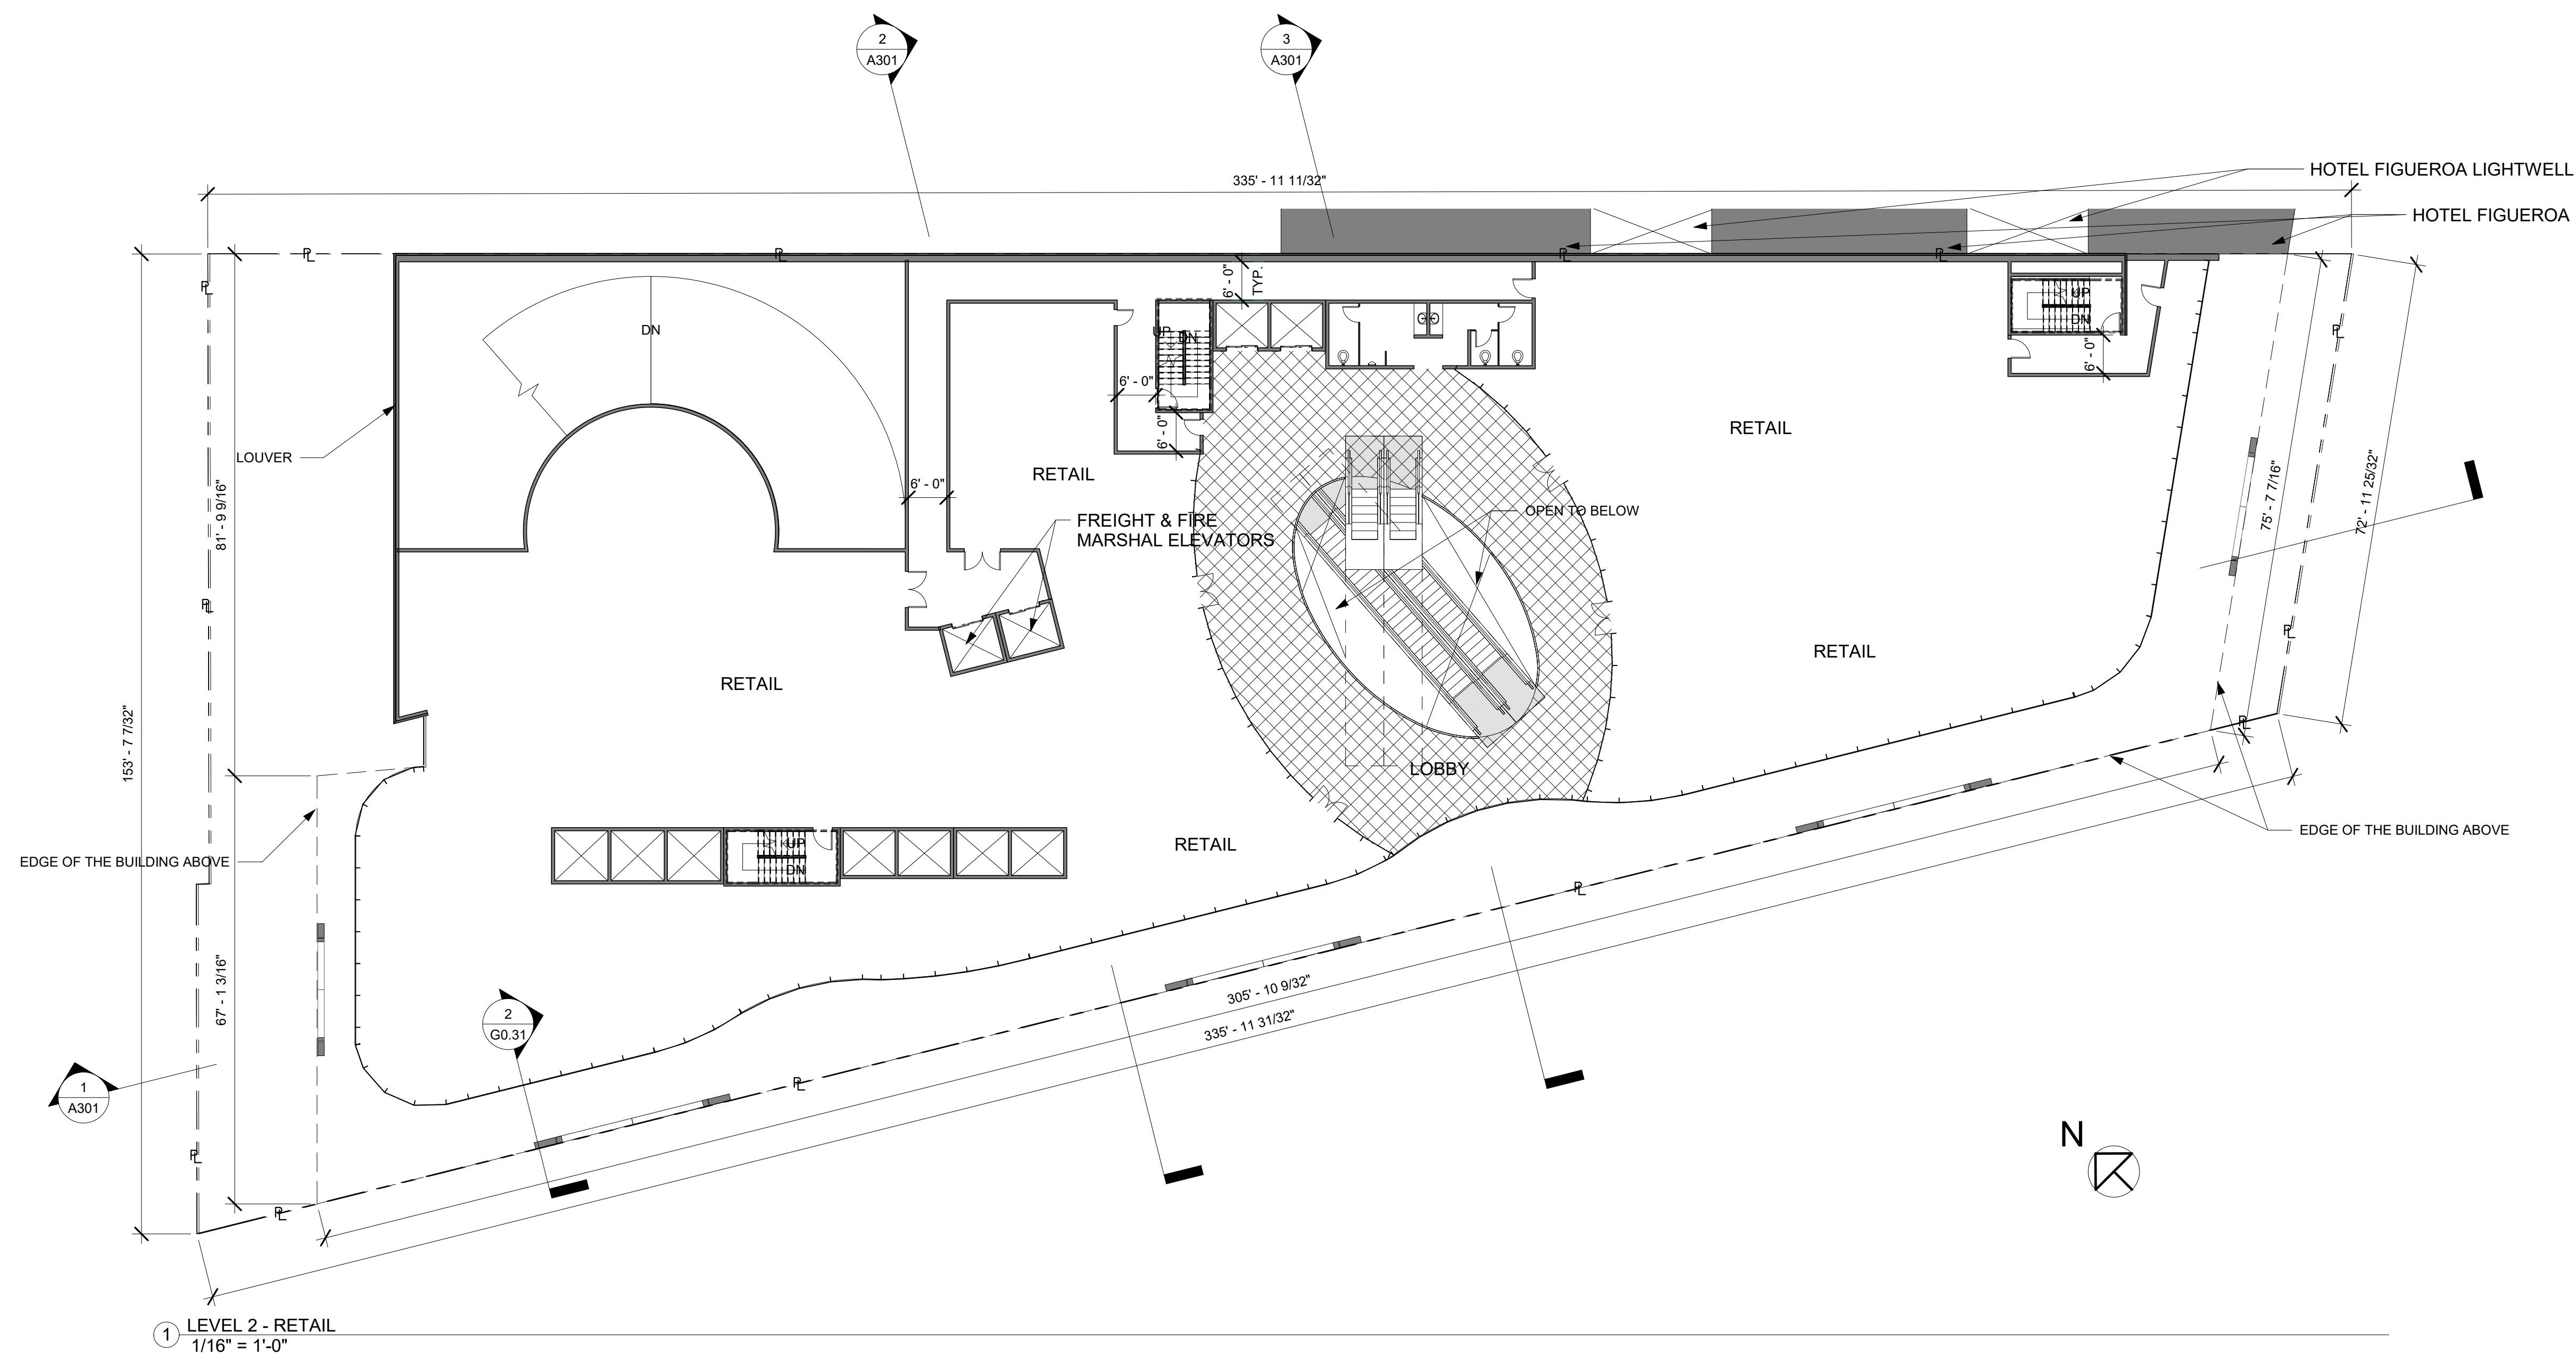 2
A301
3
A301
HOTEL FIGUEROA LIGHTWELL
335' - 11 11/32"
HOTEL FIGUEROA
PL
PL
PL
PL
PL
6' - 0"
TYP.
UP
DN
DN
UP
DN
PL
6' - 0"
6' - 0"
RETAIL
6' - 0"
LOUVER
81' - 9 9/16"
RETAIL
6' - 0"
75' - 7 7/16"
72' - 11 25/32"
OPEN TO BELOW
FREIGHT & FIRE
MARSHAL ELEVATORS
PL
PL
RETAIL
RETAIL
153' - 7 7/32"
PL
LOBBY
EDGE OF THE BUILDING ABOVE
RETAIL
UP
DN
EDGE OF THE BUILDING ABOVE
PL
67' - 1 3/16"
305' - 10 9/32"
335' - 11 31/32"
2
G0.31
PL
1
A301
N
PL
PL
1
LEVEL 2 - RETAIL
1/16" = 1'-0"